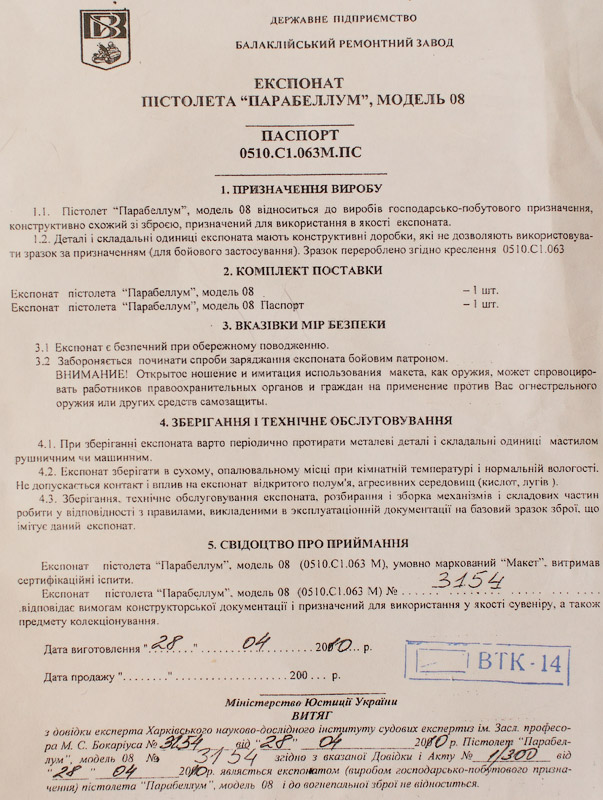 ДЕРЖАВНЕ ПІДПРИЄМСТВО
БАЛАКЛІЙСЬКИЙ РЕМОНТНИЙ ЗАВОД
ЕКСПОНАТ
ПІСТОЛЕТА “ПАРАБЕЛЛУМ”, МОДЕЛЬ 08
ПАСПОРТ
0510.С1.063М.ПС
1. ПРИЗНАЧЕННЯ ВИРОБУ
1.1. Пістолет “Парабеллум”, модель 08 відноситься до виробів господарсько-побутового призначення,
конструктивно схожий зі зброєю, призначений для використання в якості експоната.
1.2. Деталі і складальні одиниці експоната мають конструктивні доробки, які не дозволяють використовува-
ти зразок за призначенням (для бойового застосування). Зразок перероблено згідно креслення 0510.С1.063
2. КОМПЛЕКТ ПОСТАВКИ
Експонат пістолета “Парабеллум”, модель 08 – 1 шт.
Експонат пістолета “Парабеллум”, модель 08 Паспорт – 1 шт.
3. ВКАЗІВКИ МІР БЕЗПЕКИ
3.1 Експонат є безпечний при обережному поводженню.
3.2 Забороняється починати спроби заряджання експоната бойовим патроном.
ВНИМАНИЕ! Открытое ношение и имитация использования макета, как оружия, может спровоциро-
вать работников правоохранительных органов и граждан на применение против Вас огнестрельного
оружия или других средств самозащиты.
4. ЗБЕРІГАННЯ І ТЕХНІЧНЕ ОБСЛУГОВУВАННЯ
4.1. При зберіганні експоната варто періодично протирати металеві деталі і складальні одиниці мастилом
рушничним чи машинним.
4.2. Експонат зберігати в сухому, опалювальному місці при кімнатній температурі і нормальній вологості.
Не допускається контакт і вплив на експонат відкритого полум'я, агресивних середовищ (кислот, лугів ).
4.3. Зберігання, технічне обслуговування експоната, розбирання і зборка механізмів і складових частин
робити у відповідності з правилами, викладеними в эксплуатаційній документації на базовий зразок зброї, що
імітує даний експонат.
5. СВІДОЦТВО ПРО ПРИЙМАННЯ
Експонат пістолета “Парабеллум”, модель 08 (0510.С1.063 М), умовно маркований “Макет”, витримав
сертифікаційні іспити.
Експонат пістолета “Парабеллум”, модель 08 (0510.С1.063 М) № 3154
відповідає вимогам конструкторської документації і призначений для використання у якості сувеніру, а також
предмету колекціонування.
Дата виготовлення "28" 04 2010 р.
ВТК - 14
Дата продажу "........".....................200... р.
Міністерство Юстиції України
ВИТЯГ
з довідки експерта Харківського науково-дослідного інституту судових експертиз ім. Засл. професо-
ра М. С. Бокаріуса № 3154 від "28" 04 2010 р. Пістолет "Парабел-
лум", модель 08 № 3154 згідно з вказаної Довідки і Акту № 1/300 від
"28" 04 2010 р. являється експонатом (виробом господарсько-побутового призна-
чення) пістолета "Парабеллум", модель 08 і до вогнепальної зброї не відноситься.